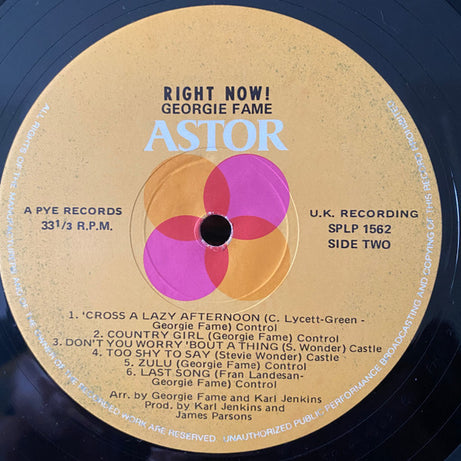 RIGHT NOW!
GEORGIE FAME
ASTOR
A PYE RECORDS
33 1/3 R.P.M.
U.K. RECORDING
SPLP 1562
SIDE TWO
1. 'CROSS A LAZY AFTERNOON (C. Lycett-Green -
Georgie Fame) Control
2. COUNTRY GIRL (Georgie Fame) Control
3. DON'T YOU WORRY 'BOUT A THING (S. Wonder) Castle
4. TOO SHY TO SAY (Stevie Wonder) Castle
5. ZULU (Georgie Fame) Control
6. LAST SONG (Fran Landesan-
Georgie Fame) Control
Arr. by Georgie Fame and Karl Jenkins
Prod. by Karl Jenkins and
James Parsons
ALL RIGHTS OF THE
WORK ARE RESERVED. UNAUTHORIZED PUBLIC PERFORMANCE BROADCASTING AND COPYING OF THIS RECORD PROHIBITED